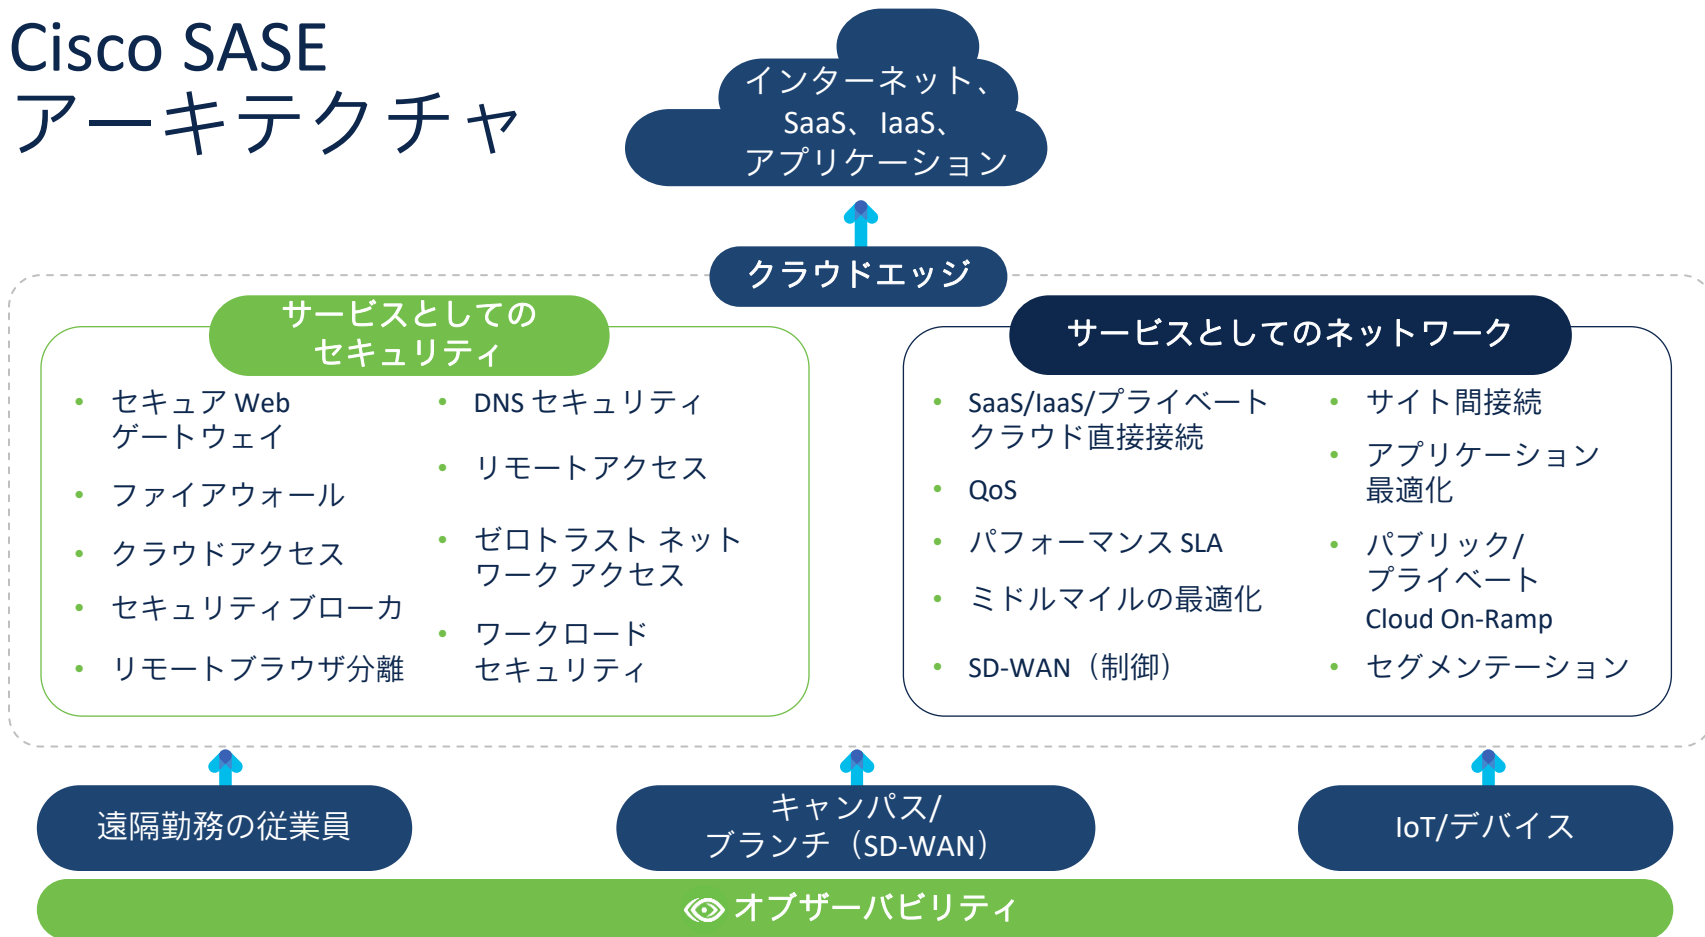 Cisco SASE
アーキテクチャ
インターネット、
SaaS、IaaS、
アプリケーション
クラウドエッジ
サービスとしての
セキュリティ
セキュア Web
ゲートウェイ
ファイアウォール
クラウドアクセス
セキュリティブローカ
リモートブラウザ分離
DNS セキュリティ
リモートアクセス
ゼロトラスト ネット
ワーク アクセス
ワークロード
セキュリティ
サービスとしてのネットワーク
SaaS/IaaS/プライベート
クラウド直接接続
QoS
パフォーマンス SLA
ミドルマイルの最適化
SD-WAN（制御）
サイト間接続
アプリケーション
最適化
パブリック/
プライベート
Cloud On-Ramp
セグメンテーション
遠隔勤務の従業員
キャンパス/
ブランチ（SD-WAN）
IoT/デバイス
オブザーバビリティ